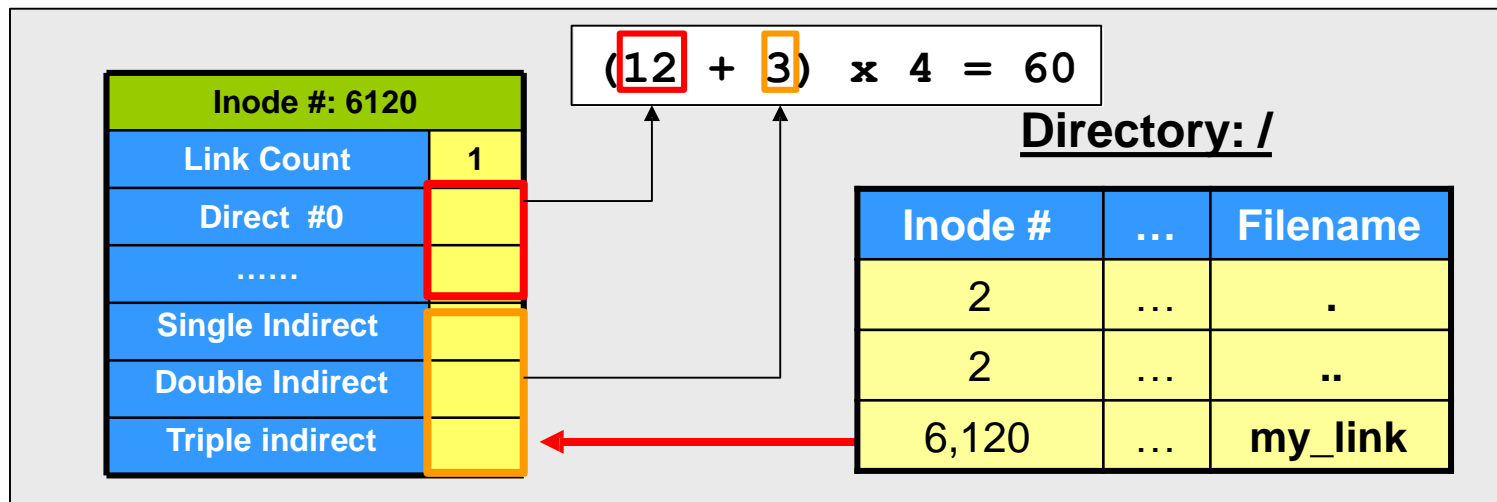 (12 + 3) x 4 = 60
Inode #: 6120
Link Count 1
Direct #0
……
Single Indirect
Double Indirect
Triple indirect
Directory: /
Inode # … Filename
2 … .
2 … ..
6,120 … my_link